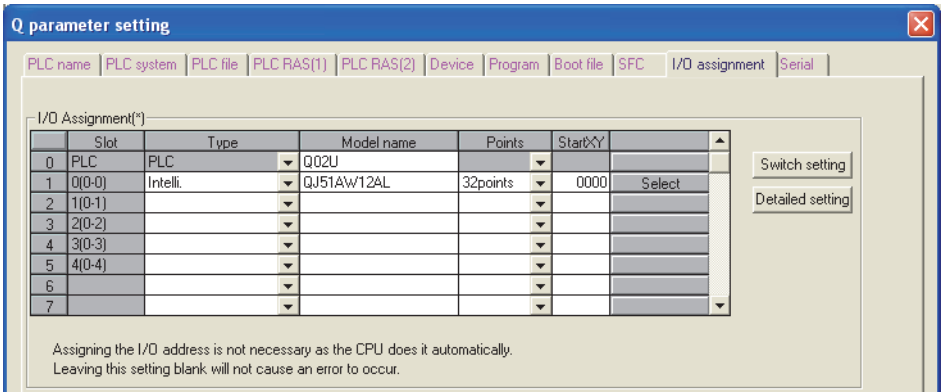 Q parameter setting
PLC name PLC system PLC file PLC RAS(1) PLC RAS(2) Device Program Boot file SFC I/O assignment Serial
I/O Assignment(*)
Slot Type Model name Points StartXY
0 PLC PLC Q02U
1 0(0-0) Intelli. QJ51AW12AL 32points 0000 Select
2 1(0-1)
3 2(0-2)
4 3(0-3)
5 4(0-4)
6
7
Switch setting
Detailed setting
Assigning the I/O address is not necessary as the CPU does it automatically.
Leaving this setting blank will not cause an error to occur.